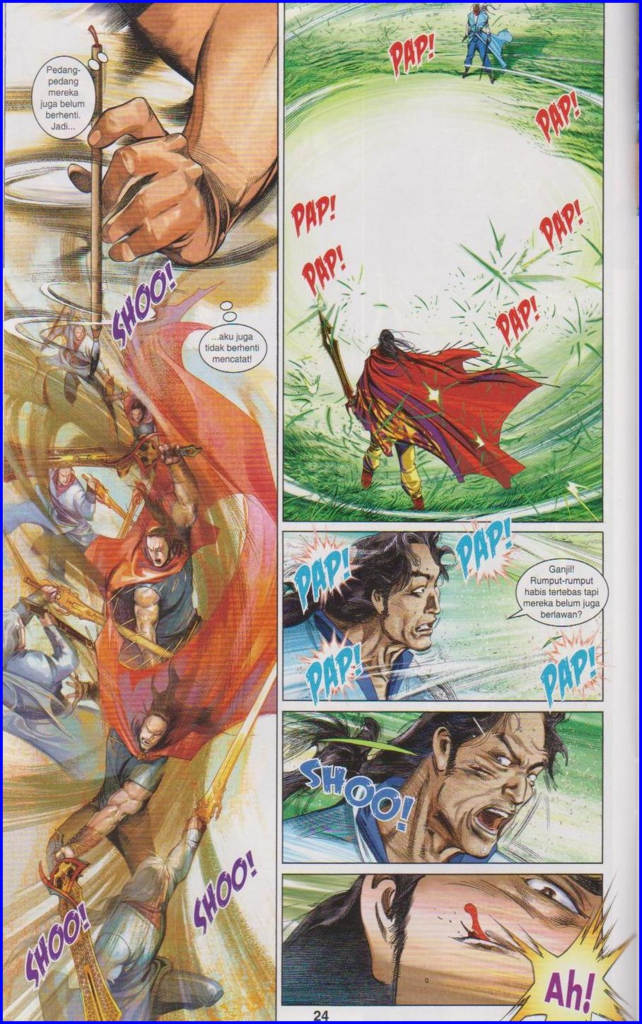 Pedang-
pedang
mereka
juga belum
berhenti.
Jadi...
SHOO!
...aku juga
tidak berhenti
mencatat!
SHOO!
SHOO!
PAP!
PAP!
PAP!
PAP!
PAP!
PAP!
PAP!
PAP!
Ganjil!
Rumput-rumput
habis tertebas tapi
mereka belum juga
berlawan?
PAP!
PAP!
SHOO!
Ah!
24